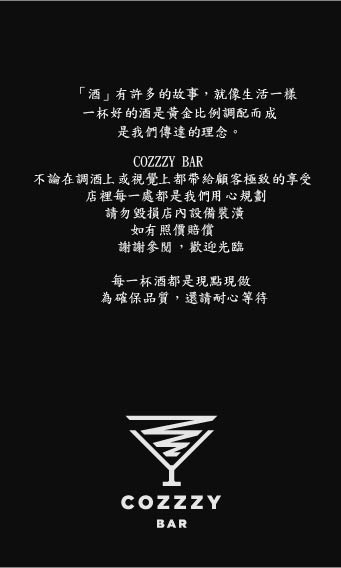 「酒」有許多的故事，就像生活一樣
一杯好的酒是黃金比例調配而成
是我們傳達的理念。
COZZZY BAR
不論在調酒上或視覺上都帶給顧客極致的享受
店裡每一處都是我們用心規劃
請勿毀損店內設備裝潢
如有照價賠償
謝謝參閱，歡迎光臨
每一杯酒都是現點現做
為確保品質，還請耐心等待
COZZZY
BAR